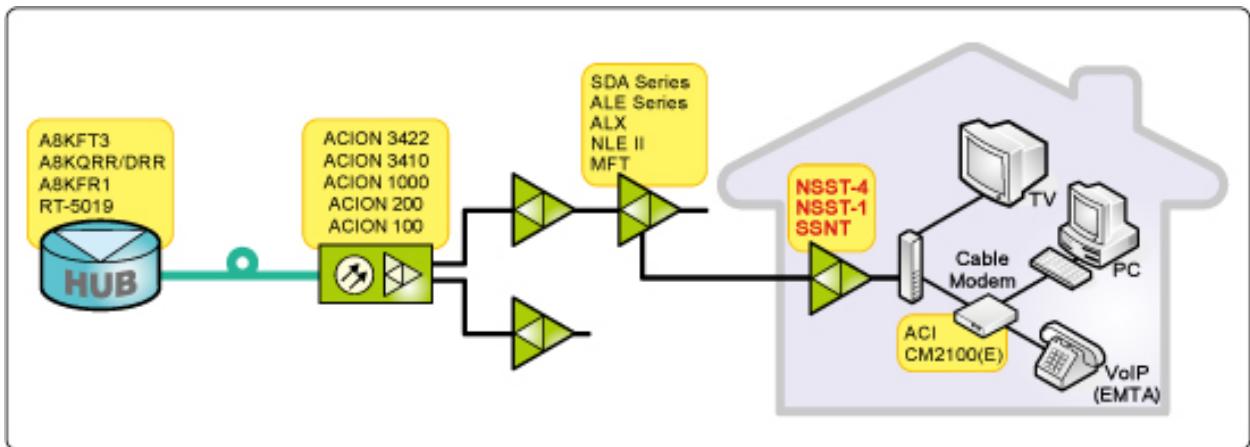 A8KFT3
A8KQRR/DRR
A8KFR1
RT-5019
HUB
ACION 3422
ACION 3410
ACION 1000
ACION 200
ACION 100
SDA Series
ALE Series
ALX
NLE II
MFT
NSST-4
NSST-1
SSNT
TV
PC
Cable
Modem
ACI
CM2100(E)
VoIP
(EMTA)